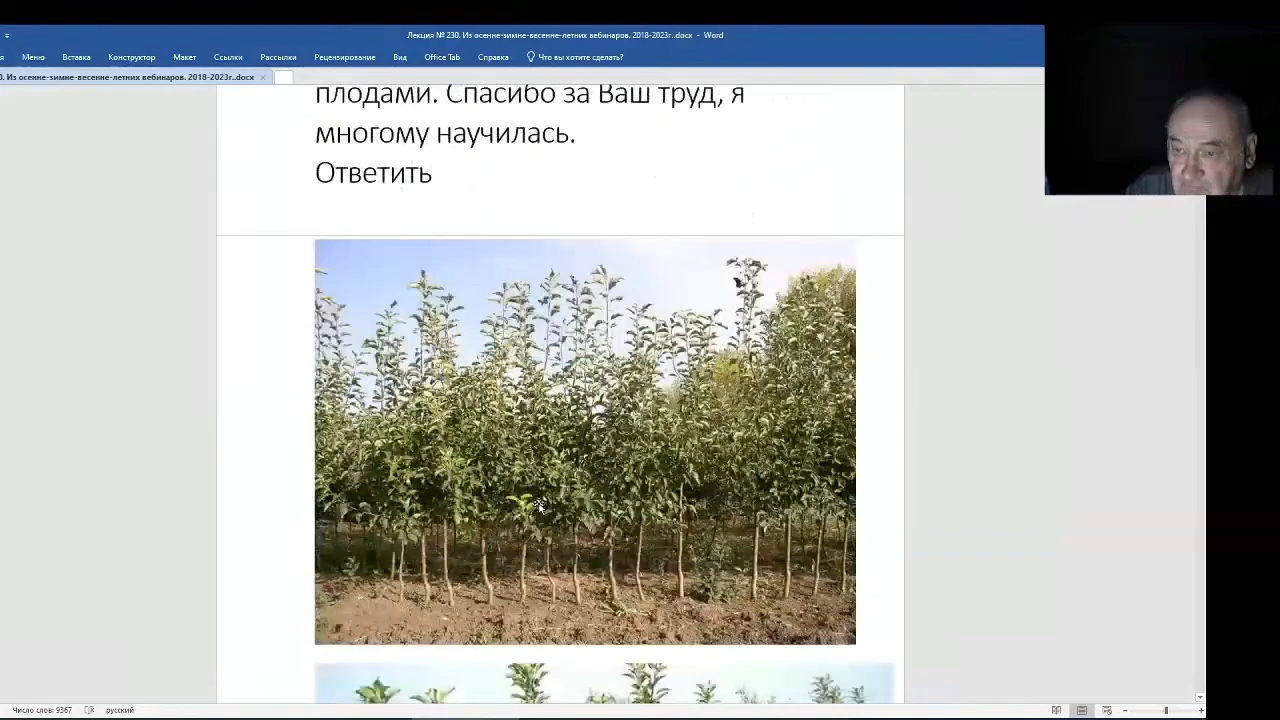 Лекция № 230. Из осенне-зимне-весенне-летних вебинаров. 2018-2023г..docx - Word
Меню Вставка Конструктор Макет Ссылки Рассылки Рецензирование Вид Office Tab Справка Что вы хотите сделать?
0. Из осенне-зимне-весенне-летних вебинаров. 2018-2023г..docx
плодами. Спасибо за Ваш труд, я
многому научилась.
Ответить
Число слов: 9367 русский